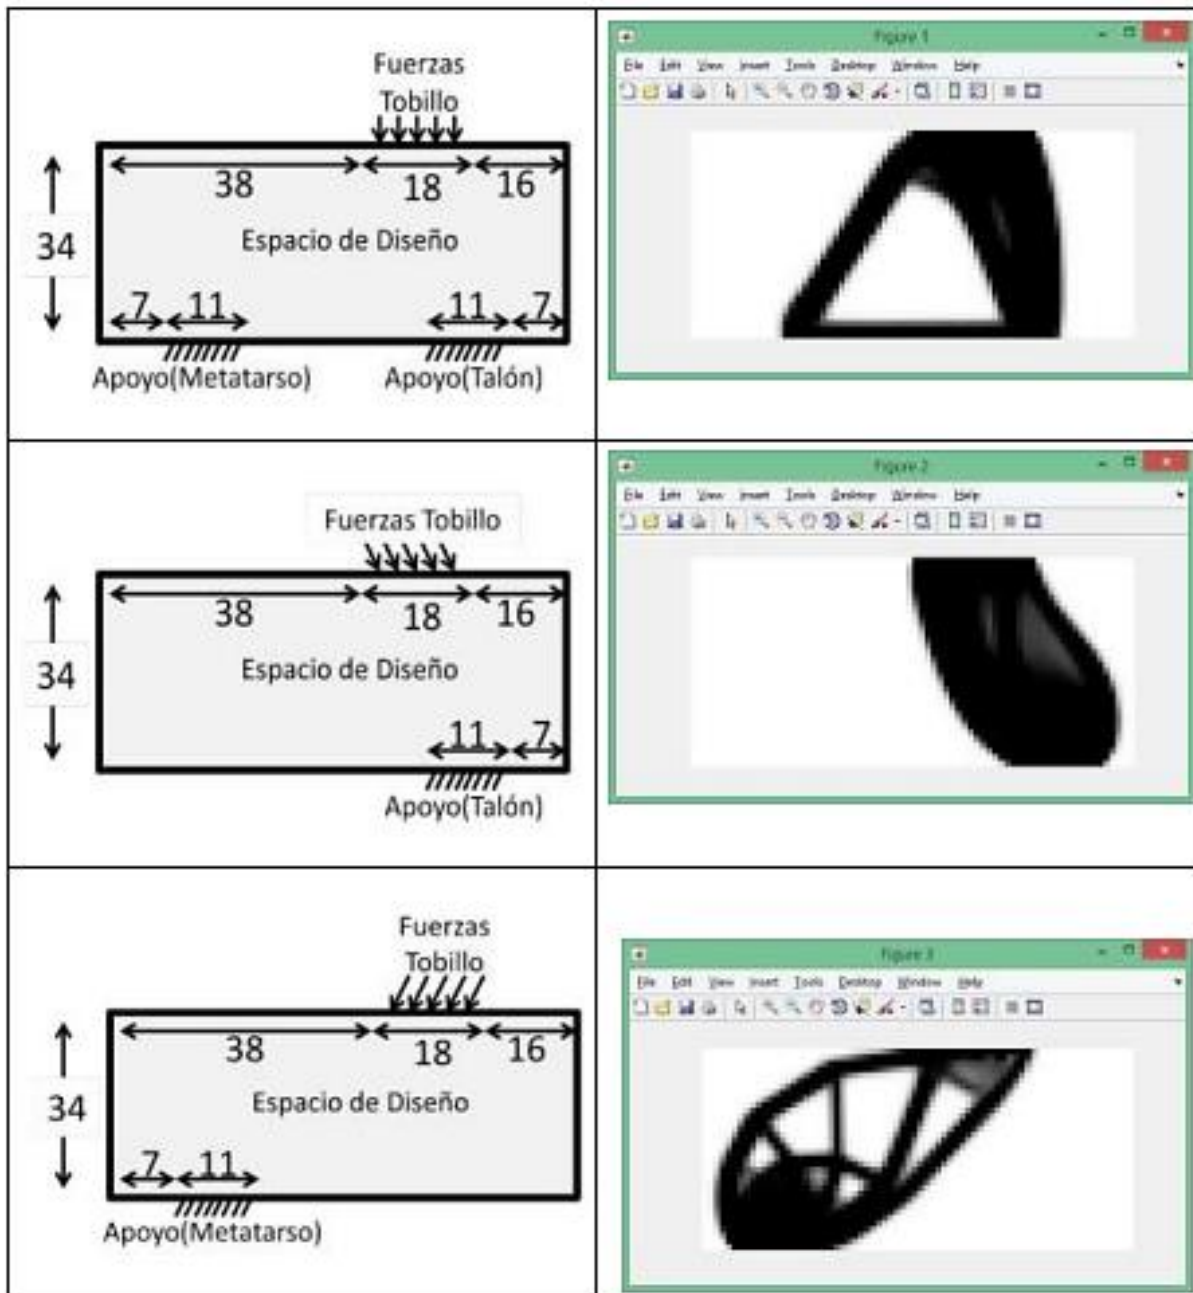 Fuerzas
Tobillo
38 18 16
34
Espacio de Diseño
7 11 11 7
Apoyo(Metatarso) Apoyo(Talón)
Figure 1
File Edit View Insert Tools Desktop Window Help
Fuerzas Tobillo
38 18 16
34
Espacio de Diseño
11 7
Apoyo(Talón)
Figure 2
File Edit View Insert Tools Desktop Window Help
Fuerzas
Tobillo
38 18 16
34
Espacio de Diseño
7 11
Apoyo(Metatarso)
Figure 3
File Edit View Insert Tools Desktop Window Help